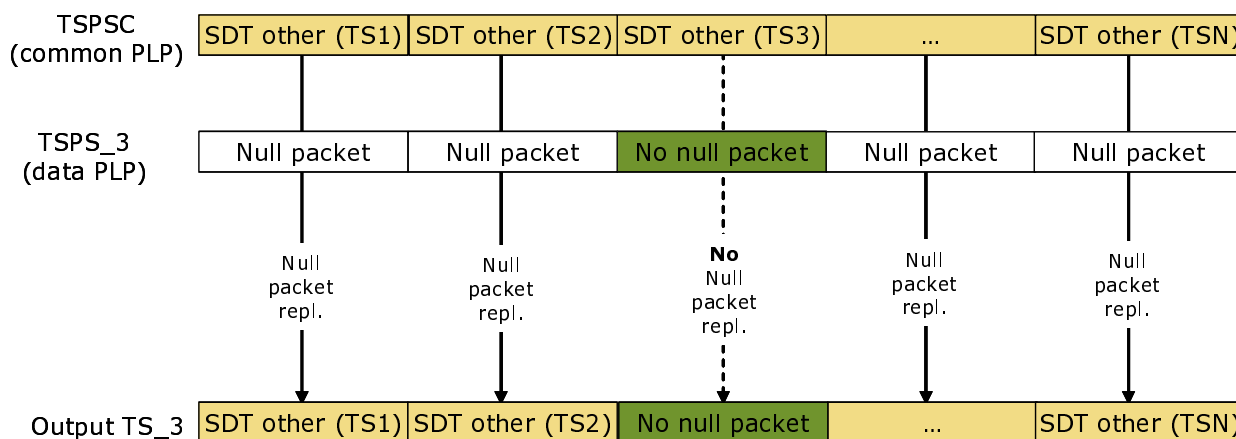 TSPSC
(common PLP)
SDT other (TS1) SDT other (TS2) SDT other (TS3) ... SDT other (TSN)
TSPS_3
(data PLP)
Null packet Null packet No null packet Null packet Null packet
Null
packet
repl.
Null
packet
repl.
No
Null
packet
repl.
Null
packet
repl.
Null
packet
repl.
Output TS_3 SDT other (TS1) SDT other (TS2) No null packet ... SDT other (TSN)